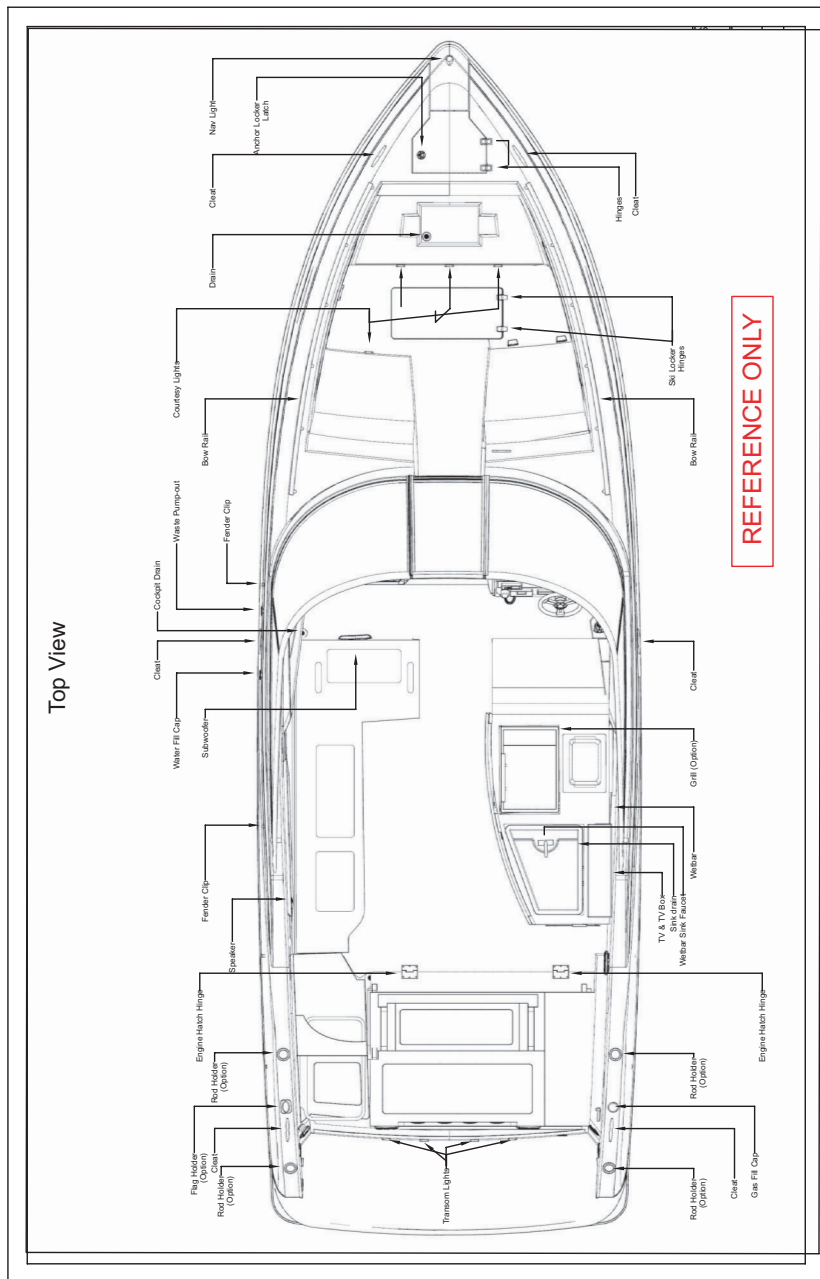 Top View
Nav Light
Anchor Locker
Latch
Cleat
Drain
Courtesy Lights
Bow Rail
Waste Pump-out
Fender Clip
Cockpit Drain
Cleat
Water Fill Cap
Subwoofer
Fender Clip
Speaker
Engine Hatch Hinge
Rod Holder
(Option)
Flag Holder
(Option)
Cleat
Rod Holder
(Option)
Transom Lights
Hinges
Cleat
Ski Locker
Hinges
Bow Rail
REFERENCE ONLY
Cleat
Grill (Option)
Wetbar
TV & TV Box
Sink drain
Wetbar Sink Faucet
Engine Hatch Hinge
Rod Holder
(Option)
Gas Fill Cap
Cleat
Rod Holder
(Option)